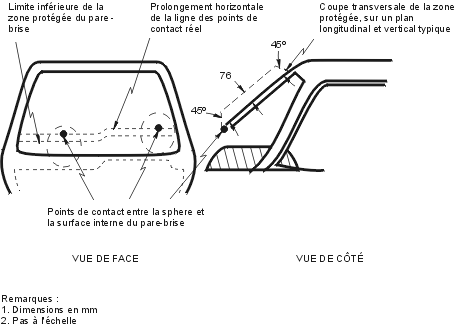 Limite inférieure de la
zone protégée du pare-
brise
Prolongement horizontale
de la ligne des points de
contact réel
Coupe transversale de la zone
protégée, sur un plan
longitudinal et vertical typique
45°
76
45°
Points de contact entre la sphere et
la surface interne du pare-brise
VUE DE FACE
VUE DE CÔTÉ
Remarques :
1. Dimensions en mm
2. Pas à l'échelle